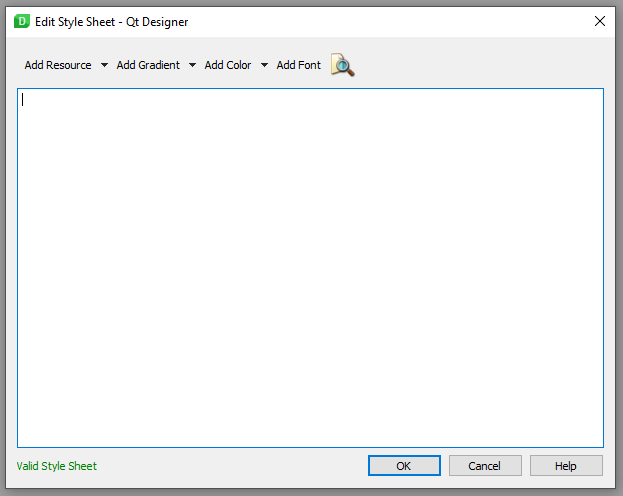 Edit Style Sheet - Qt Designer
Add Resource Add Gradient Add Color Add Font
Valid Style Sheet OK Cancel Help